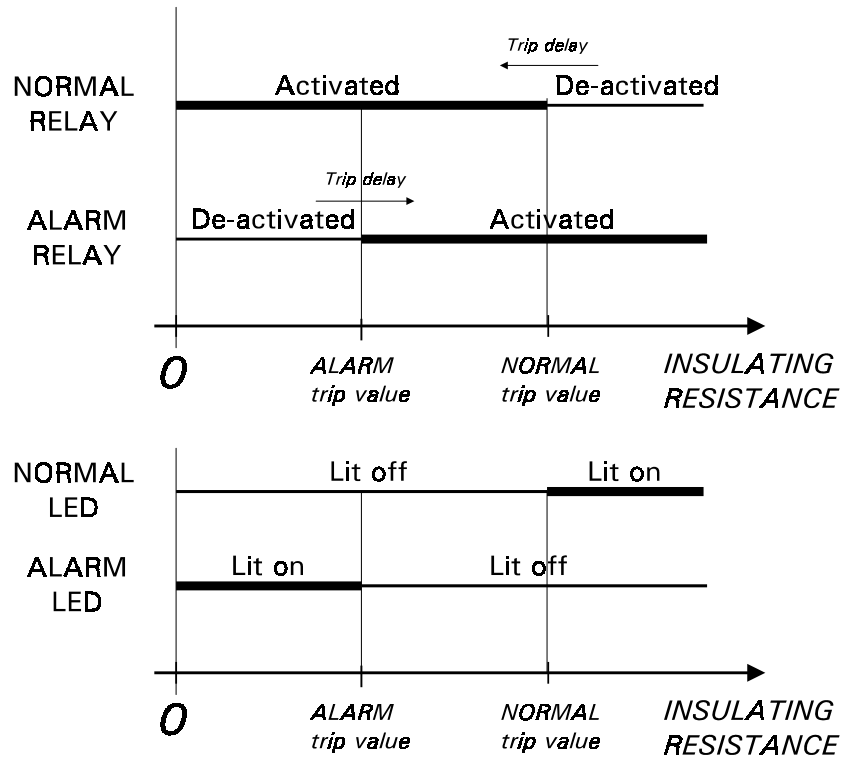 Trip delay
NORMAL
RELAY
Activated
De-activated
Trip delay
ALARM
RELAY
De-activated
Activated
0
ALARM
trip value
NORMAL
trip value
INSULATING
RESISTANCE
NORMAL
LED
Lit off
Lit on
ALARM
LED
Lit on
Lit off
0
ALARM
trip value
NORMAL
trip value
INSULATING
RESISTANCE